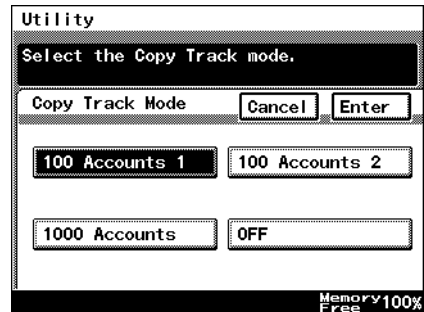 Utility
Select the Copy Track mode.
Copy Track Mode Cancel Enter
100 Accounts 1 100 Accounts 2
1000 Accounts OFF
Memory Free 100%